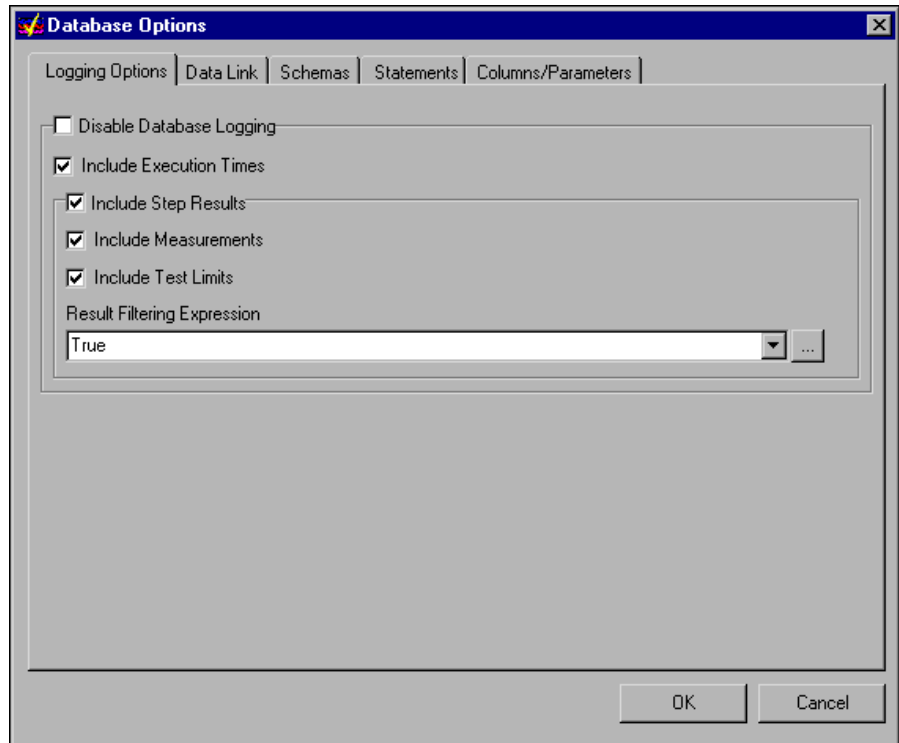 Database Options
Logging Options Data Link Schemas Statements Columns/Parameters
Disable Database Logging
Include Execution Times
Include Step Results
Include Measurements
Include Test Limits
Result Filtering Expression
True ...
OK Cancel